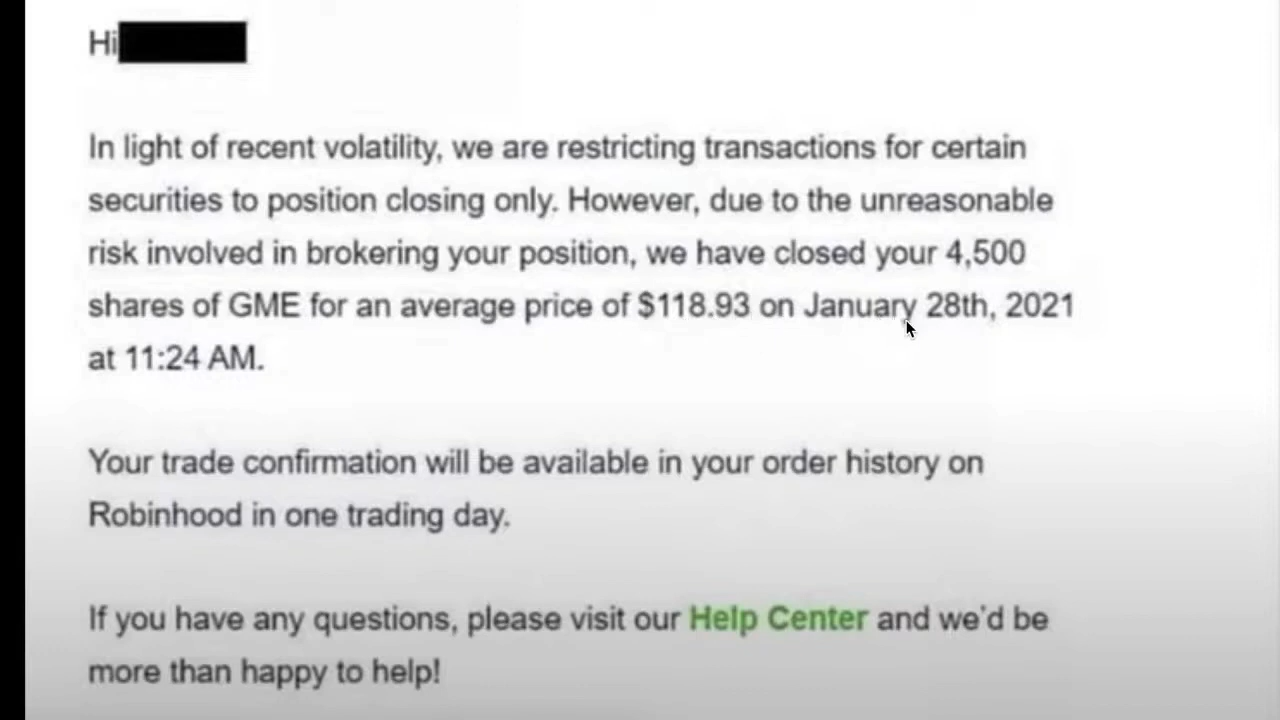 Hi
In light of recent volatility, we are restricting transactions for certain
securities to position closing only. However, due to the unreasonable
risk involved in brokering your position, we have closed your 4,500
shares of GME for an average price of $118.93 on January 28th, 2021
at 11:24 AM.
Your trade confirmation will be available in your order history on
Robinhood in one trading day.
If you have any questions, please visit our Help Center and we'd be
more than happy to help!